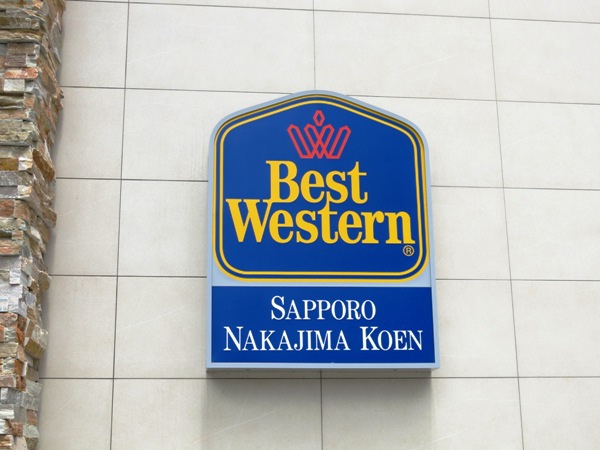 Best
Western®
SAPPORO
NAKAJIMA KOEN